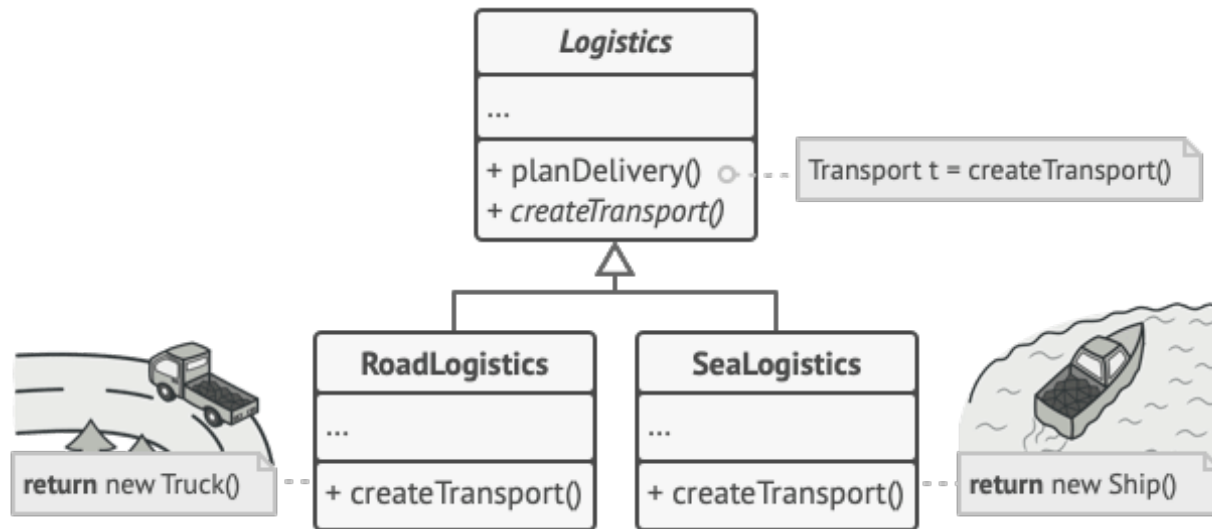 Logistics
...
+ planDelivery()
Transport t = createTransport()
+ createTransport()
RoadLogistics
...
+ createTransport()
return new Truck()
SeaLogistics
...
+ createTransport()
return new Ship()